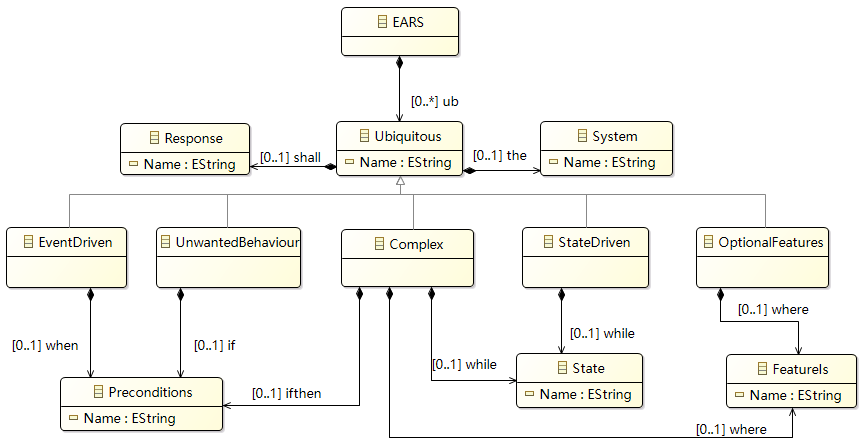 EARS
[0..*] ub
Response
Name : EString
[0..1] shall
Ubiquitous
Name : EString
[0..1] the
System
Name : EString
EventDriven
UnwantedBehaviour
Complex
StateDriven
OptionalFeatures
[0..1] when
[0..1] if
[0..1] ifthen
[0..1] while
[0..1] while
[0..1] where
Preconditions
Name : EString
State
Name : EString
FeatureIs
Name : EString
[0..1] where